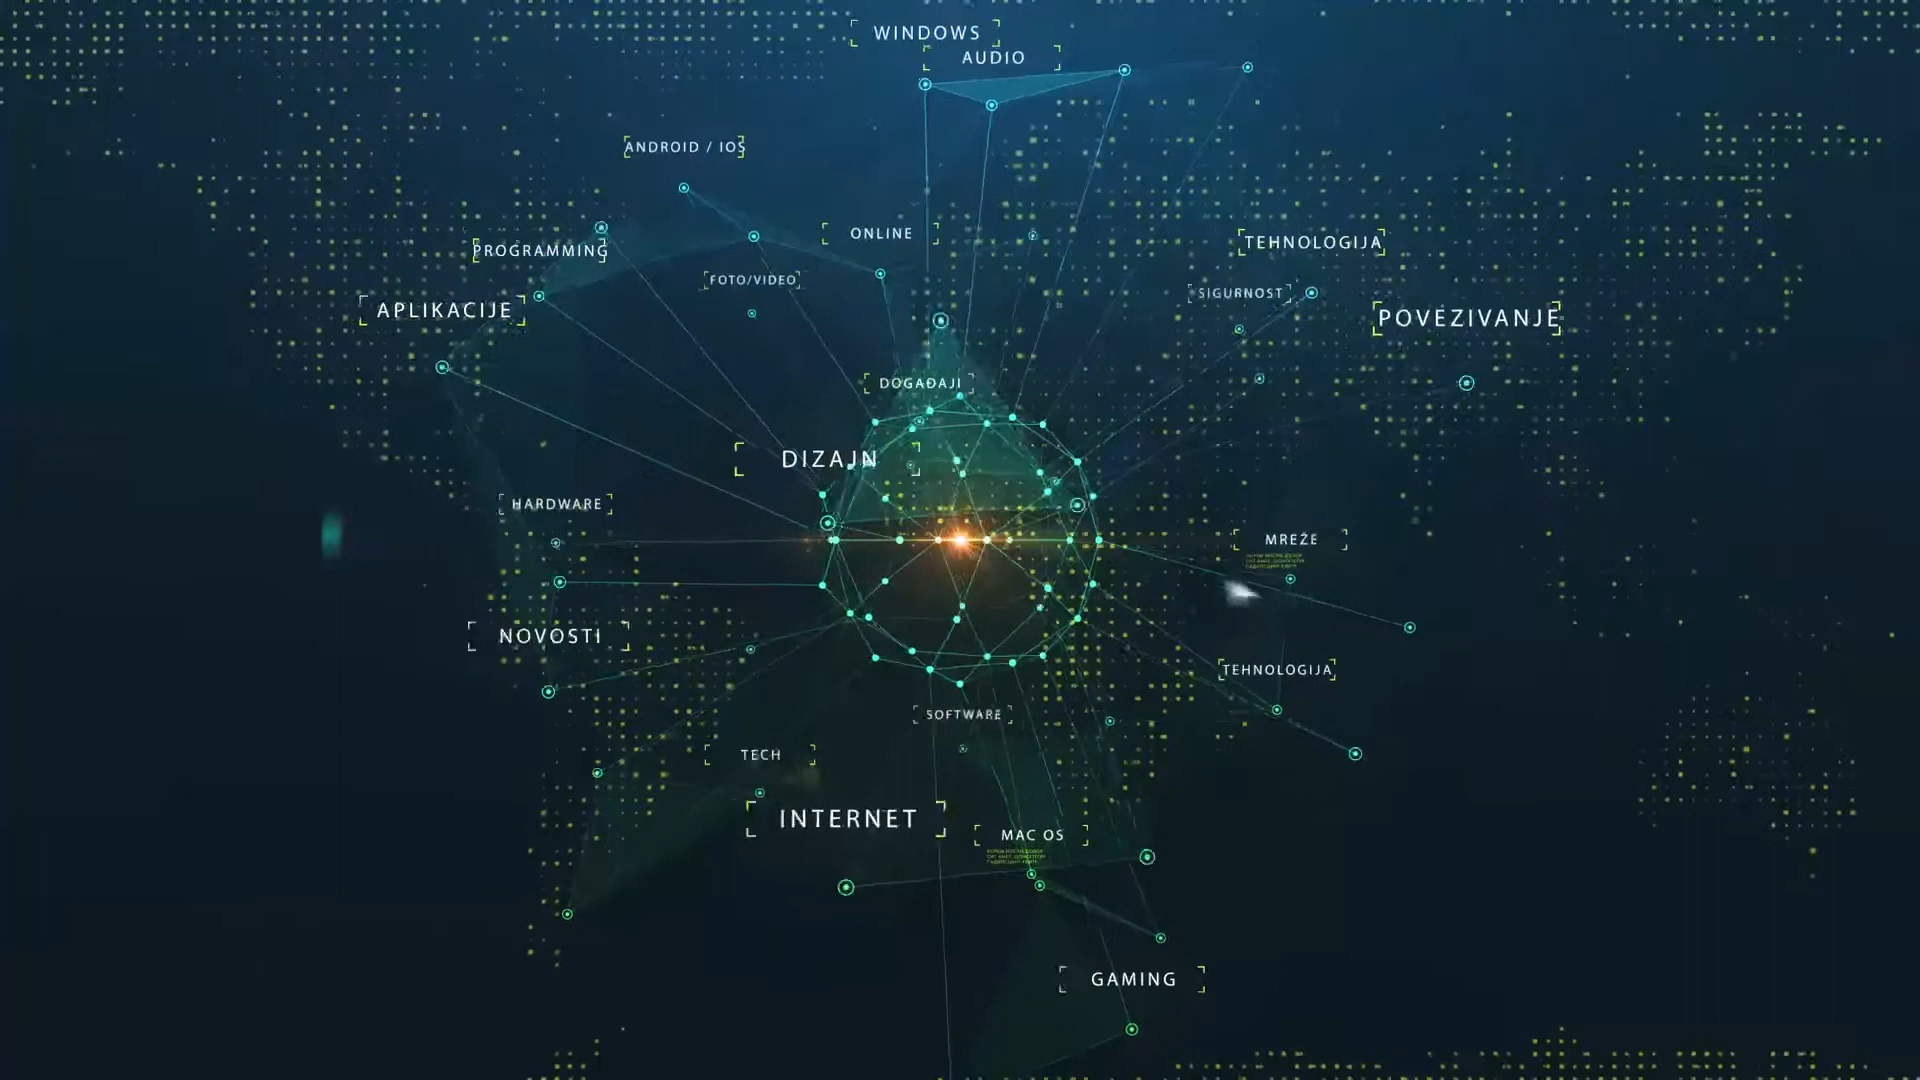 WINDOWS
AUDIO
ANDROID / IOS
ONLINE
TEHNOLOGIJA
PROGRAMMING
FOTO/VIDEO
SIGURNOST
APLIKACIJE
POVEZIVANJE
DOGAĐAJI
DIZAJN
HARDWARE
MREŽE
NOVOSTI
TEHNOLOGIJA
SOFTWARE
TECH
INTERNET
MAC OS
GAMING